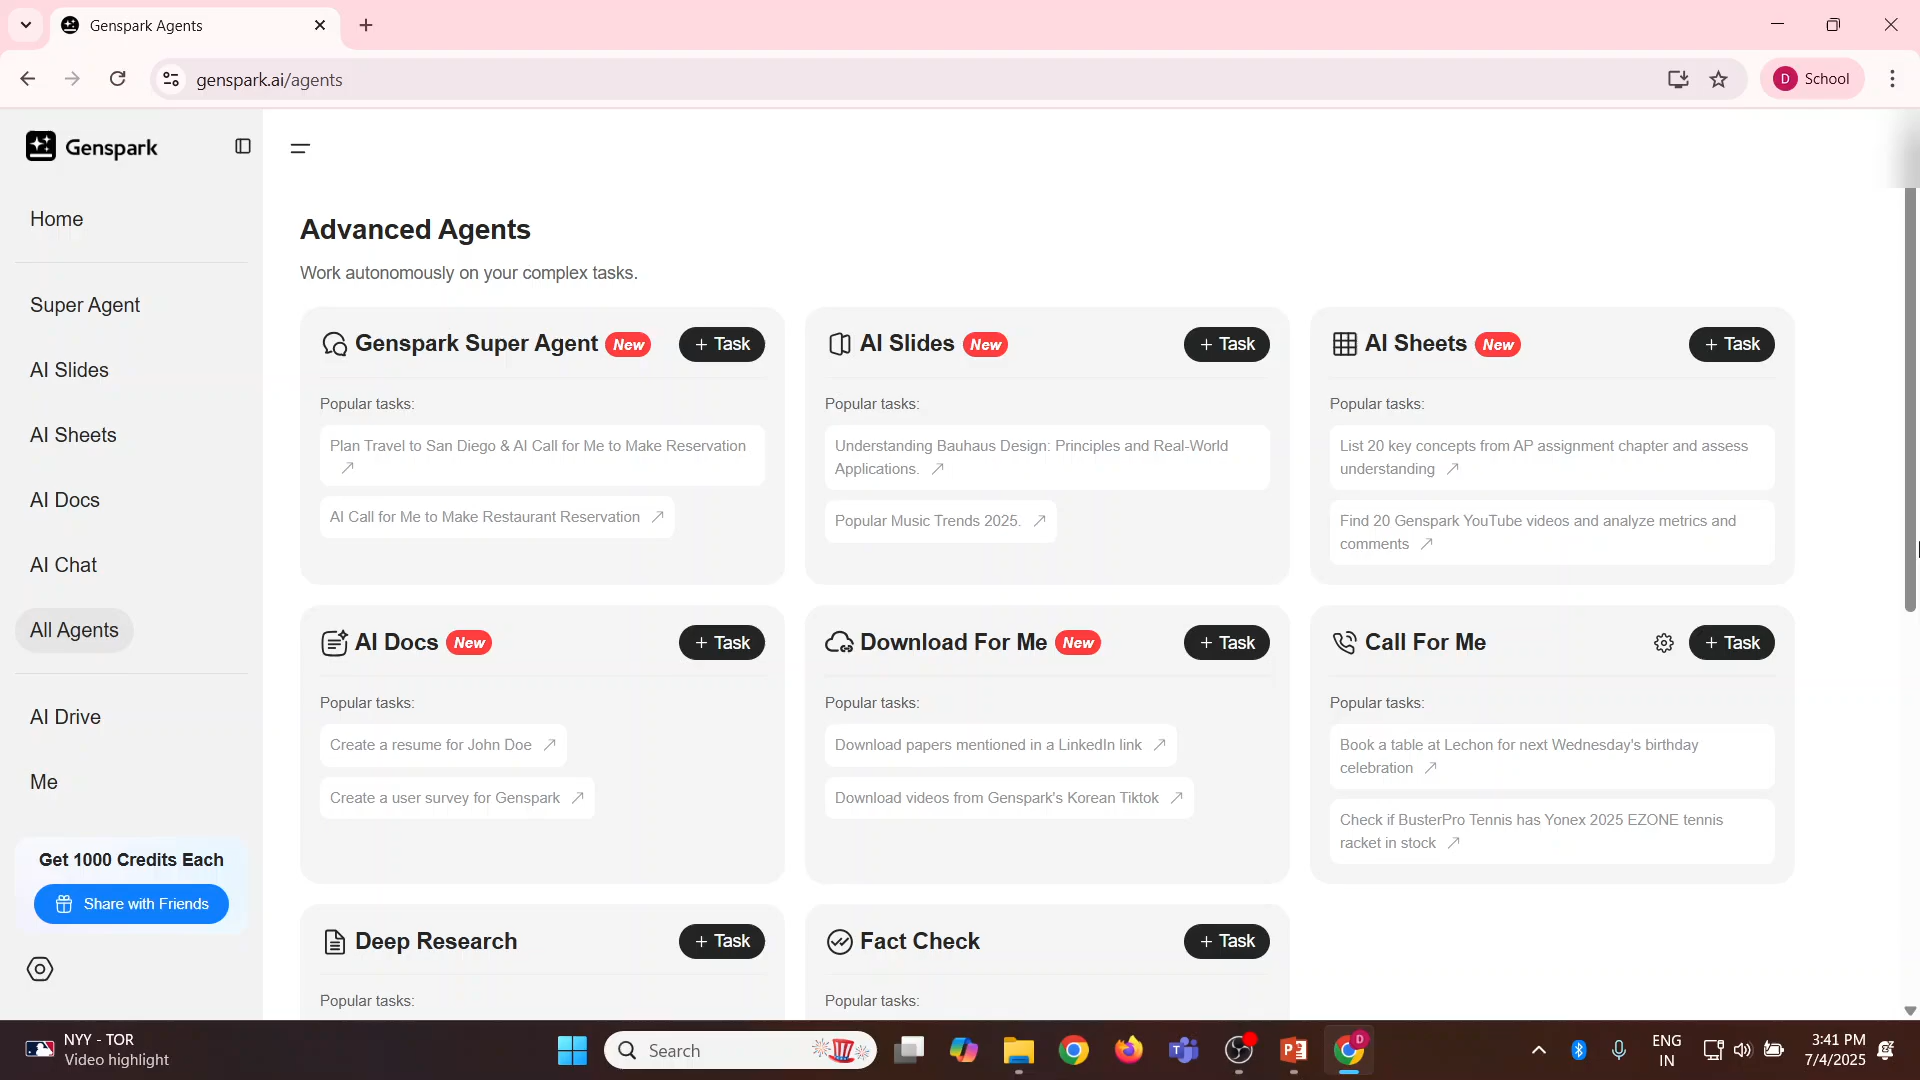 Genspark Agents
genspark.ai/agents
D School
Genspark
Home
Super Agent
AI Slides
AI Sheets
AI Docs
AI Chat
All Agents
AI Drive
Me
Get 1000 Credits Each
Share with Friends
Advanced Agents
Work autonomously on your complex tasks.
Genspark Super Agent New + Task
Popular tasks:
Plan Travel to San Diego & AI Call for Me to Make Reservation
AI Call for Me to Make Restaurant Reservation
AI Slides New + Task
Popular tasks:
Understanding Bauhaus Design: Principles and Real-World
Applications.
Popular Music Trends 2025.
AI Sheets New + Task
Popular tasks:
List 20 key concepts from AP assignment chapter and assess
understanding
Find 20 Genspark YouTube videos and analyze metrics and
comments
AI Docs New + Task
Popular tasks:
Create a resume for John Doe
Create a user survey for Genspark
Download For Me New + Task
Popular tasks:
Download papers mentioned in a LinkedIn link
Download videos from Genspark's Korean Tiktok
Call For Me + Task
Popular tasks:
Book a table at Lechon for next Wednesday's birthday
celebration
Check if BusterPro Tennis has Yonex 2025 EZONE tennis
racket in stock
Deep Research + Task
Popular tasks:
Fact Check + Task
Popular tasks:
NYY - TOR
Video highlight
Search
D
ENG
IN
3:41 PM
7/4/2025